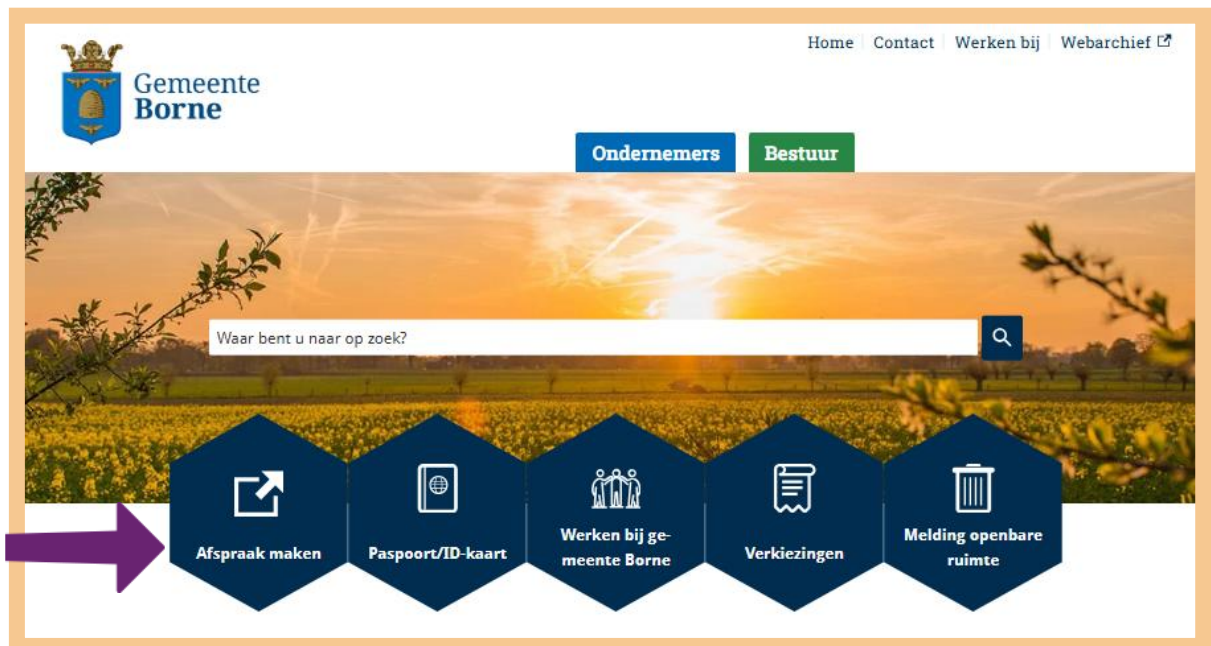 Home Contact Werken bij Webarchief
Gemeente
Borne
Ondernemers Bestuur
Waar bent u naar op zoek?
Afspraak maken
Paspoort/ID-kaart
Werken bij ge-
meente Borne
Verkiezingen
Melding openbare
ruimte